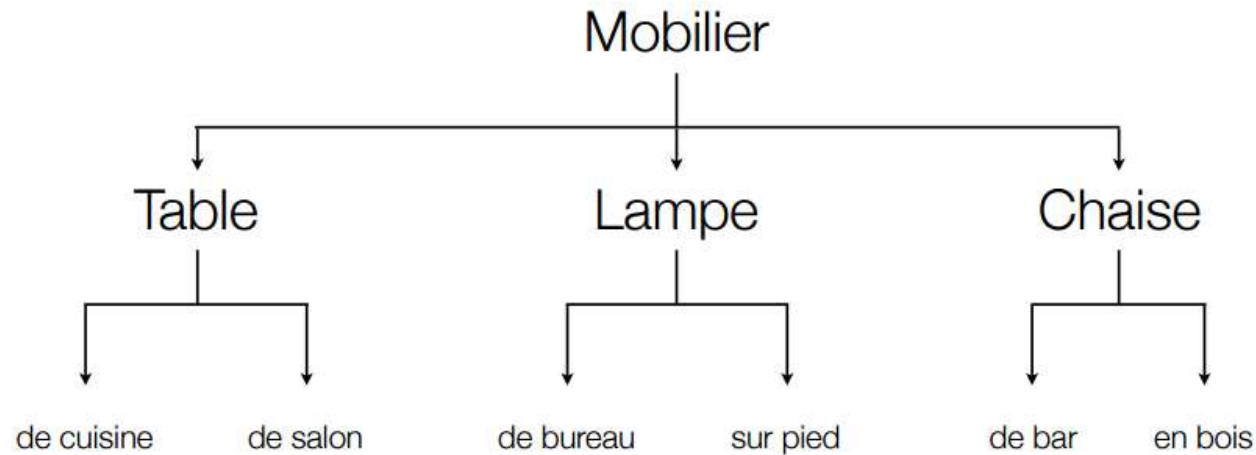 Mobilier
Table Lampe Chaise
de cuisine de salon de bureau sur pied de bar en bois